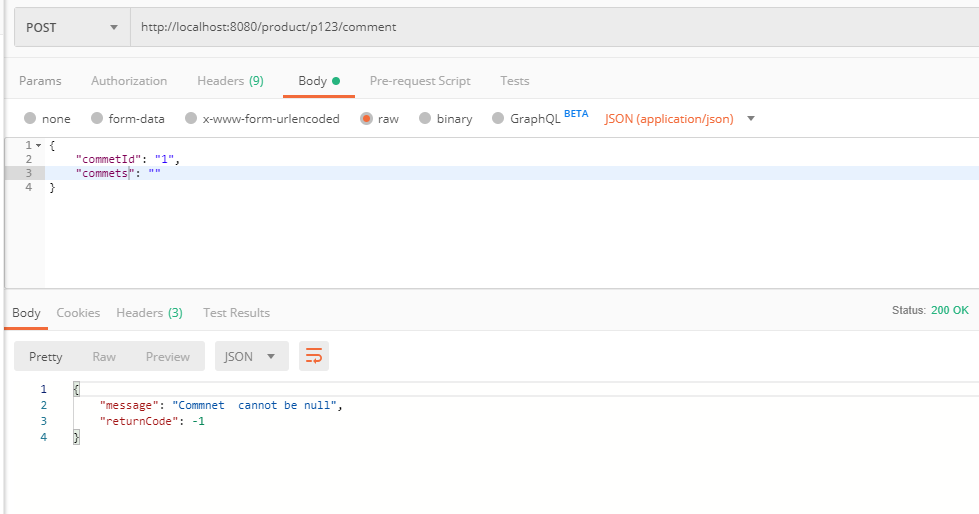 POST http://localhost:8080/product/p123/comment
Params Authorization Headers (9) Body Pre-request Script Tests
none form-data x-www-form-urlencoded raw binary GraphQL BETA JSON (application/json)
1 {
2 "commetId": "1",
3 "commets": ""
4 }
Body Cookies Headers (3) Test Results Status: 200 OK
Pretty Raw Preview JSON
1 {
2 "message": "Commnet  cannot be null",
3 "returnCode": -1
4 }